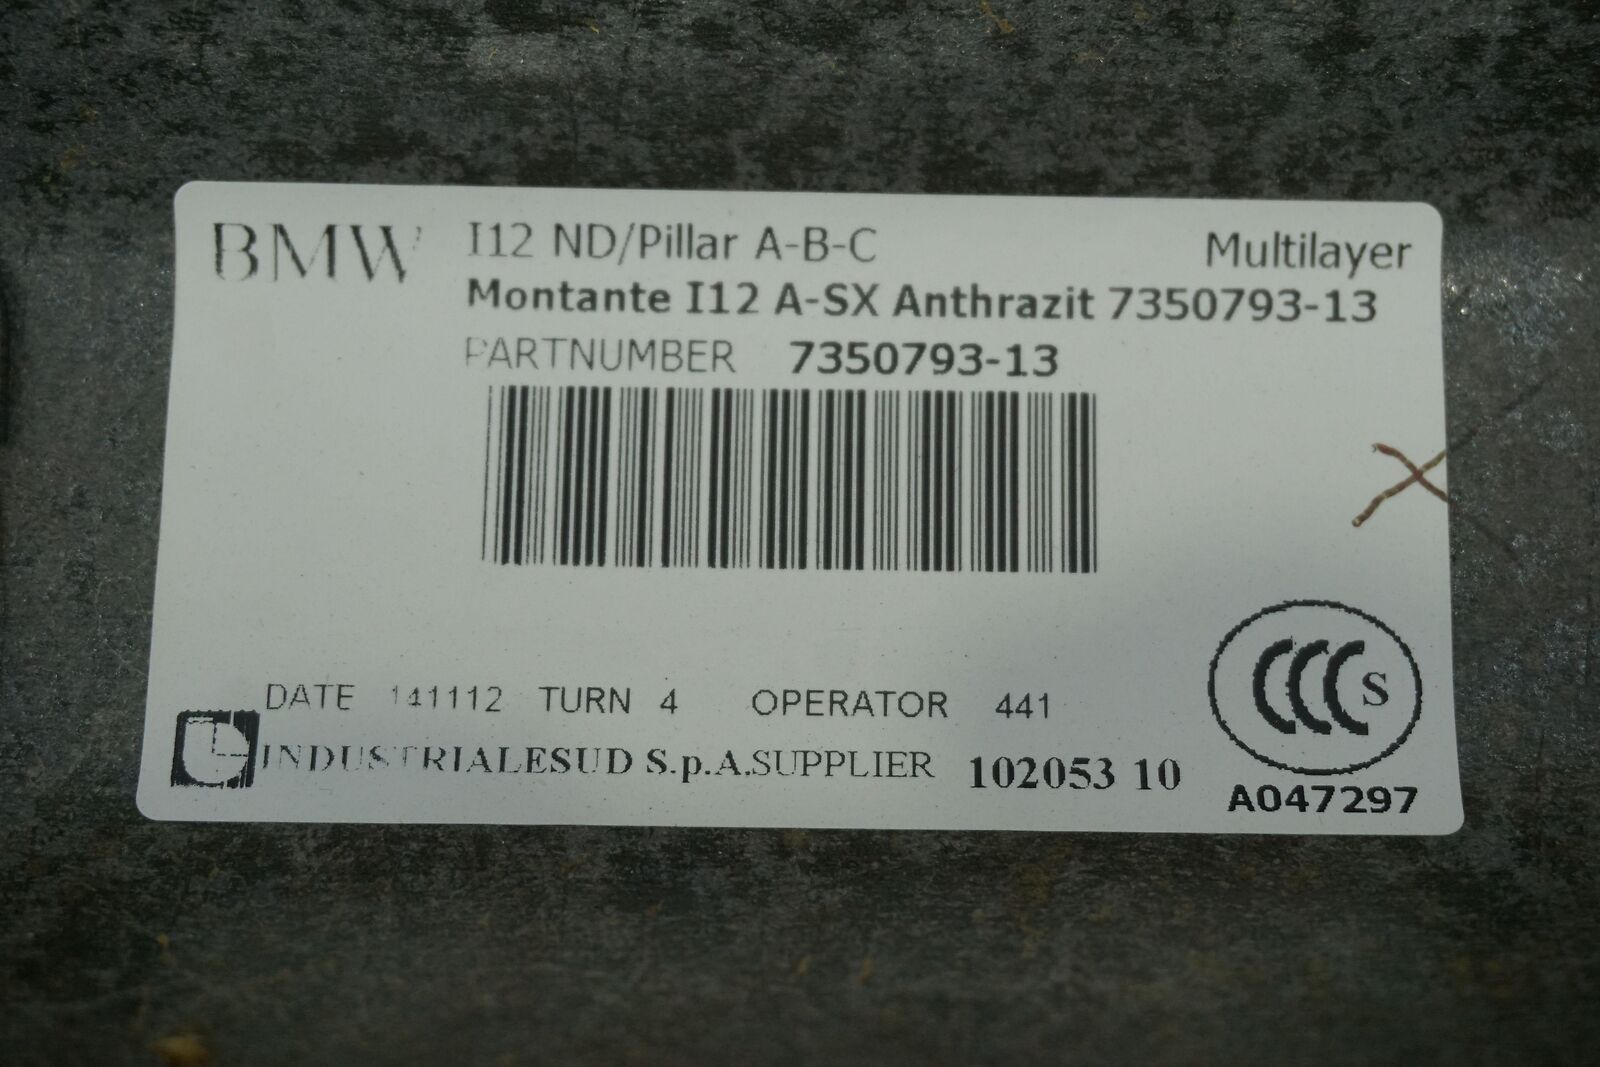 BMW I12 ND/Pillar A-B-C Multilayer
Montante I12 A-SX Anthrazit 7350793-13
PARTNUMBER 7350793-13
DATE 141112 TURN 4 OPERATOR 441
INDUSTRIALESUD S.p.A. SUPPLIER 102053 10
CCC S
A047297